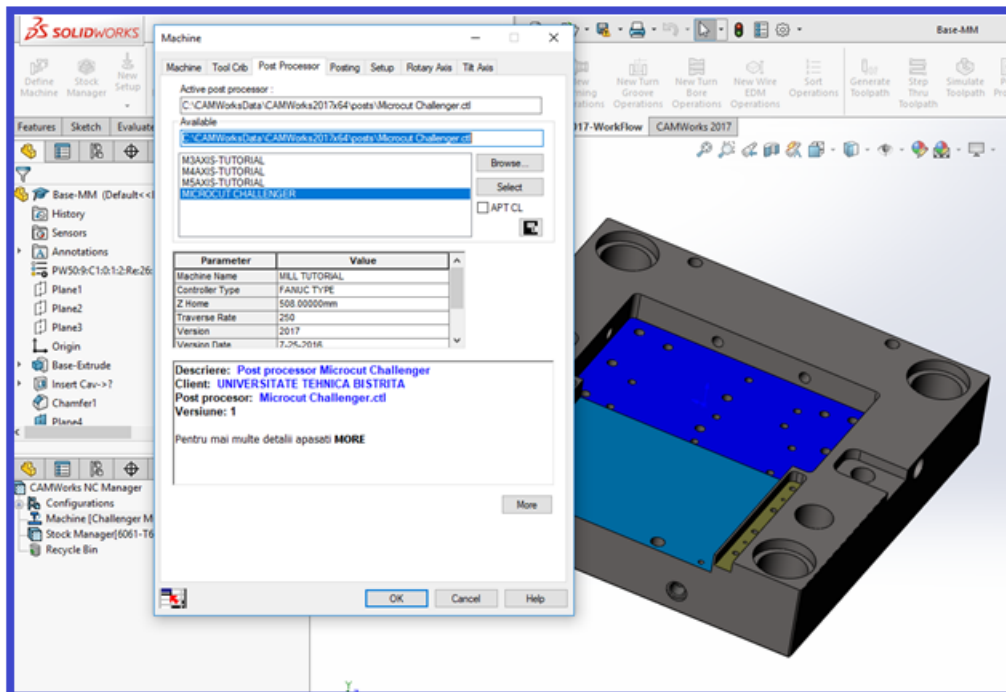 SOLIDWORKS
Base-MM
Define Machine
Stock Manager
New Setup
New Turn Groove Operations
New Turn Bore Operations
New Wire EDM Operations
Sort Operations
Generate Toolpath
Step Thru Toolpath
Simulate Toolpath
Features Sketch Evaluate
017-WorkFlow CAMWorks 2017
Machine
Machine Tool Crib Post Processor Posting Setup Rotary Axis Tilt Axis
Active post processor :
C:\CAMWorksData\CAMWorks2017x64\posts\Microcut Challenger.ctl
Available
C:\CAMWorksData\CAMWorks2017x64\posts\Microcut Challenger.ctl
M3AXIS-TUTORIAL
M4AXIS-TUTORIAL
M5AXIS-TUTORIAL
MICROCUT CHALLENGER
Browse...
Select
APT CL
Parameter Value
Machine Name MILL TUTORIAL
Controller Type FANUC TYPE
Z Home 508.00000mm
Traverse Rate 250
Version 2017
Version Date 7-25-2016
Descriere: Post processor Microcut Challenger
Client: UNIVERSITATE TEHNICA BISTRITA
Post procesor: Microcut Challenger.ctl
Versiune: 1
Pentru mai multe detalii apasati MORE
More
OK Cancel Help
Base-MM (Default<<
History
Sensors
Annotations
PW50:9:C1:0:1:2:Re:26:
Plane1
Plane2
Plane3
Origin
Base-Extrude
Insert Cav->?
Chamfer1
Plane4
CAMWorks NC Manager
Configurations
Machine [Challenger M
Stock Manager[6061-T6
Recycle Bin